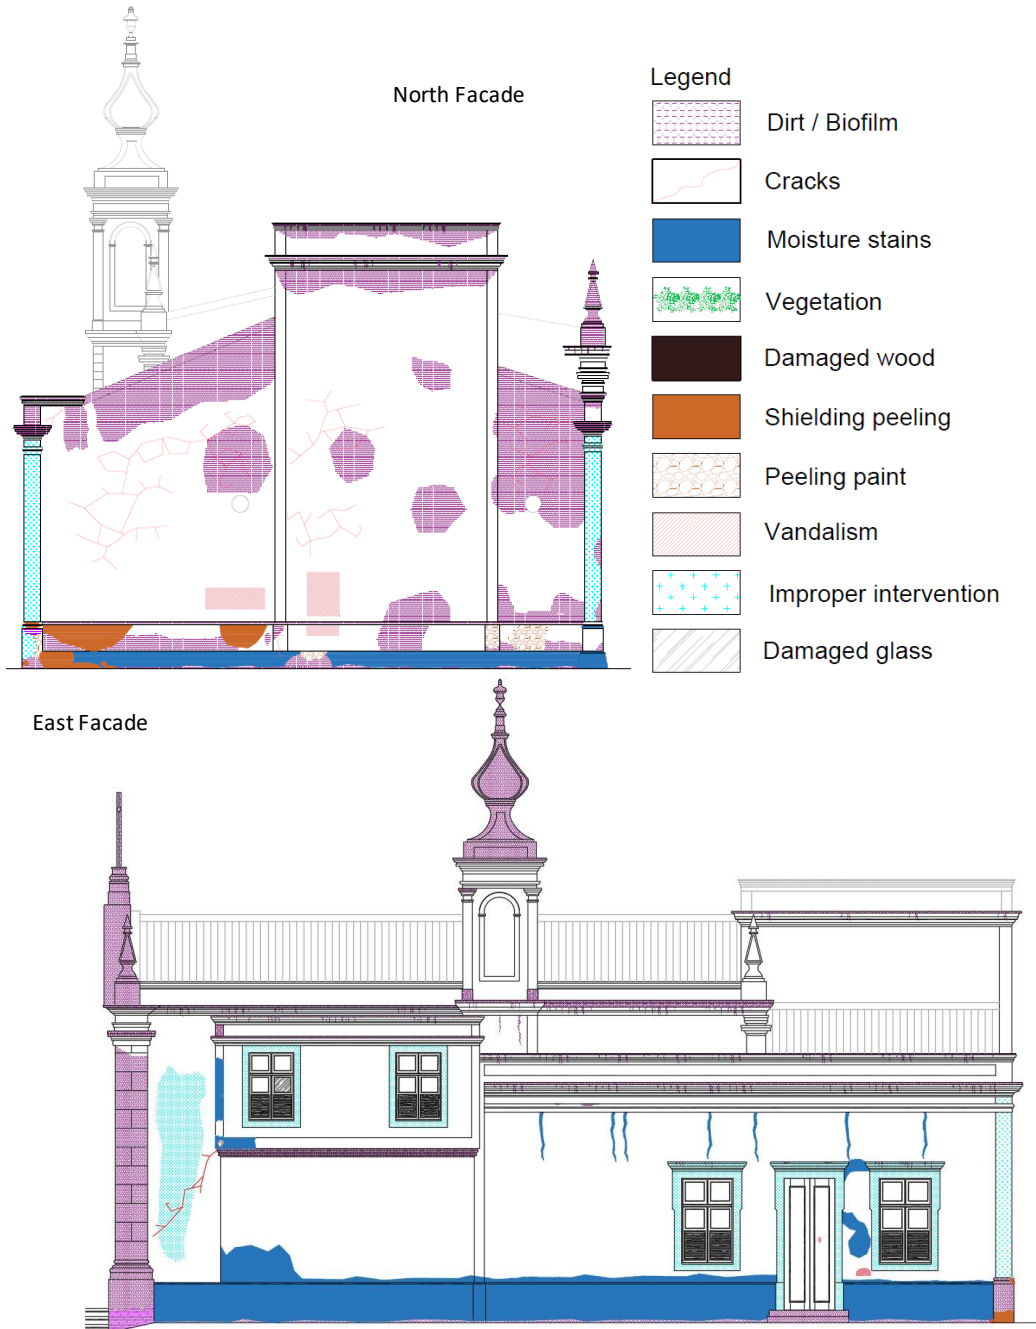 North Facade
Legend
Dirt / Biofilm
Cracks
Moisture stains
Vegetation
Damaged wood
Shielding peeling
Peeling paint
Vandalism
Improper intervention
Damaged glass
East Facade